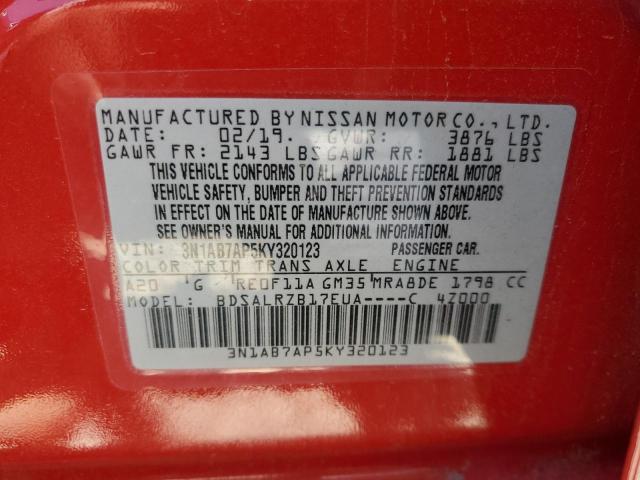 MANUFACTURED BY NISSAN MOTOR CO., LTD.
DATE: 02/19. GVWR: 3876 LBS
GAWR FR: 2143 LBS GAWR RR: 1881 LBS
THIS VEHICLE CONFORMS TO ALL APPLICABLE FEDERAL MOTOR
VEHICLE SAFETY, BUMPER AND THEFT PREVENTION STANDARDS
IN EFFECT ON THE DATE OF MANUFACTURE SHOWN ABOVE.
SEE OWNER'S MANUAL FOR ADDITIONAL INFORMATION.
VIN: 3N1AB7AP5KY320123 PASSENGER CAR.
COLOR TRIM TRANS AXLE ENGINE
A20 G RE0F11A GM35 MRA8DE 1798 CC
MODEL: BDSALRZB17EUA----C 4Z000
3N1AB7AP5KY320123